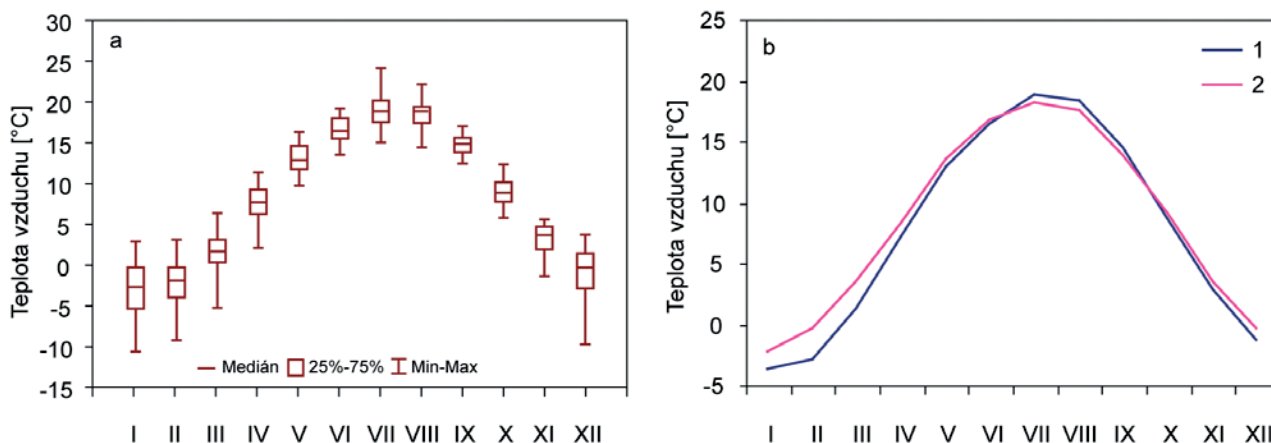 a
Teplota vzduchu [°C]
30
25
20
15
10
5
0
-5
-10
-15
Medián 25%-75% Min-Max
I II III IV V VI VII VIII IX X XI XII
b
Teplota vzduchu [°C]
25
20
15
10
5
0
-5
1
2
I II III IV V VI VII VIII IX X XI XII